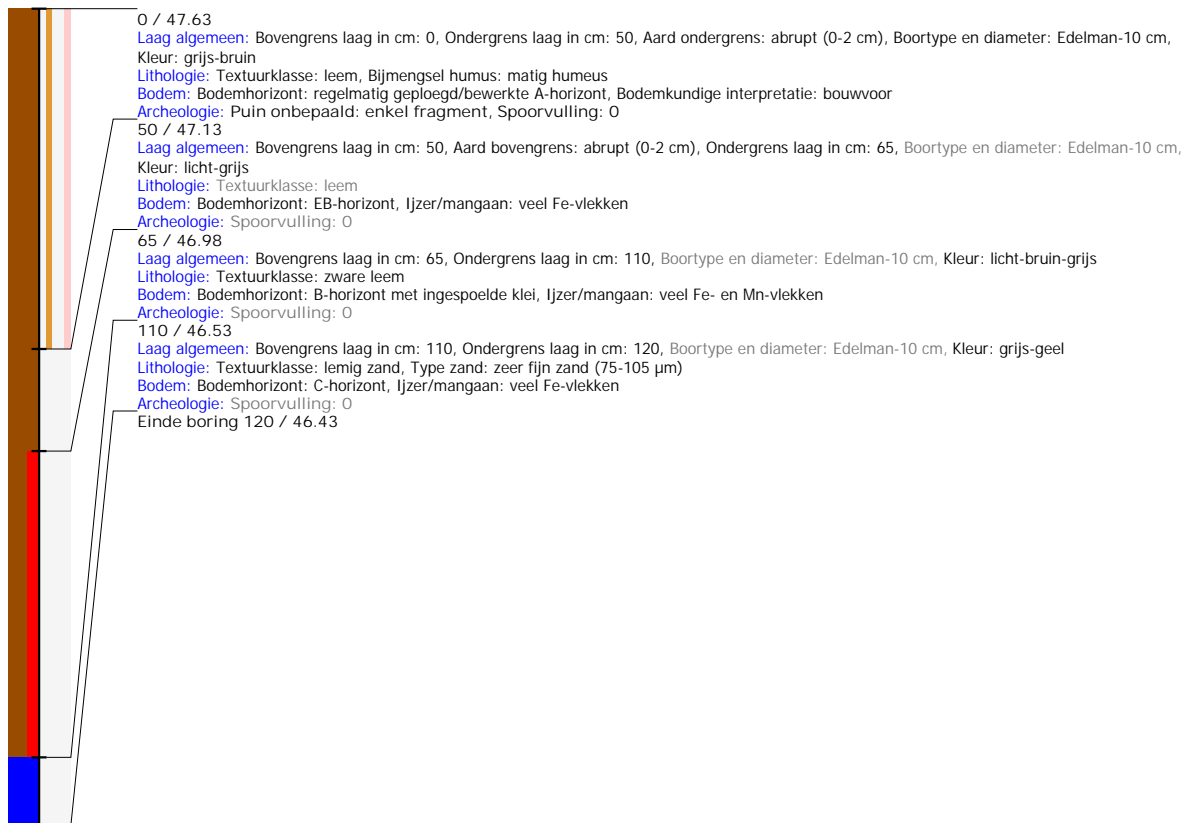 0 / 47.63
Laag algemeen: Bovengrens laag in cm: 0, Ondergrens laag in cm: 50, Aard ondergrens: abrupt (0-2 cm), Boortype en diameter: Edelman-10 cm,
Kleur: grijs-bruin
Lithologie: Textuurklasse: leem, Bijmengsel humus: matig humeus
Bodem: Bodemhorizont: regelmatig geploegd/bewerkte A-horizont, Bodemkundige interpretatie: bouwvoor
Archeologie: Puin onbepaald: enkel fragment, Spoorvulling: 0
50 / 47.13
Laag algemeen: Bovengrens laag in cm: 50, Aard bovengrens: abrupt (0-2 cm), Ondergrens laag in cm: 65, Boortype en diameter: Edelman-10 cm,
Kleur: licht-grijs
Lithologie: Textuurklasse: leem
Bodem: Bodemhorizont: EB-horizont, Ijzer/mangaan: veel Fe-vlekken
Archeologie: Spoorvulling: 0
65 / 46.98
Laag algemeen: Bovengrens laag in cm: 65, Ondergrens laag in cm: 110, Boortype en diameter: Edelman-10 cm, Kleur: licht-bruin-grijs
Lithologie: Textuurklasse: zware leem
Bodem: Bodemhorizont: B-horizont met ingespoelde klei, Ijzer/mangaan: veel Fe- en Mn-vlekken
Archeologie: Spoorvulling: 0
110 / 46.53
Laag algemeen: Bovengrens laag in cm: 110, Ondergrens laag in cm: 120, Boortype en diameter: Edelman-10 cm, Kleur: grijs-geel
Lithologie: Textuurklasse: lemig zand, Type zand: zeer fijn zand (75-105 µm)
Bodem: Bodemhorizont: C-horizont, Ijzer/mangaan: veel Fe-vlekken
Archeologie: Spoorvulling: 0
Einde boring 120 / 46.43